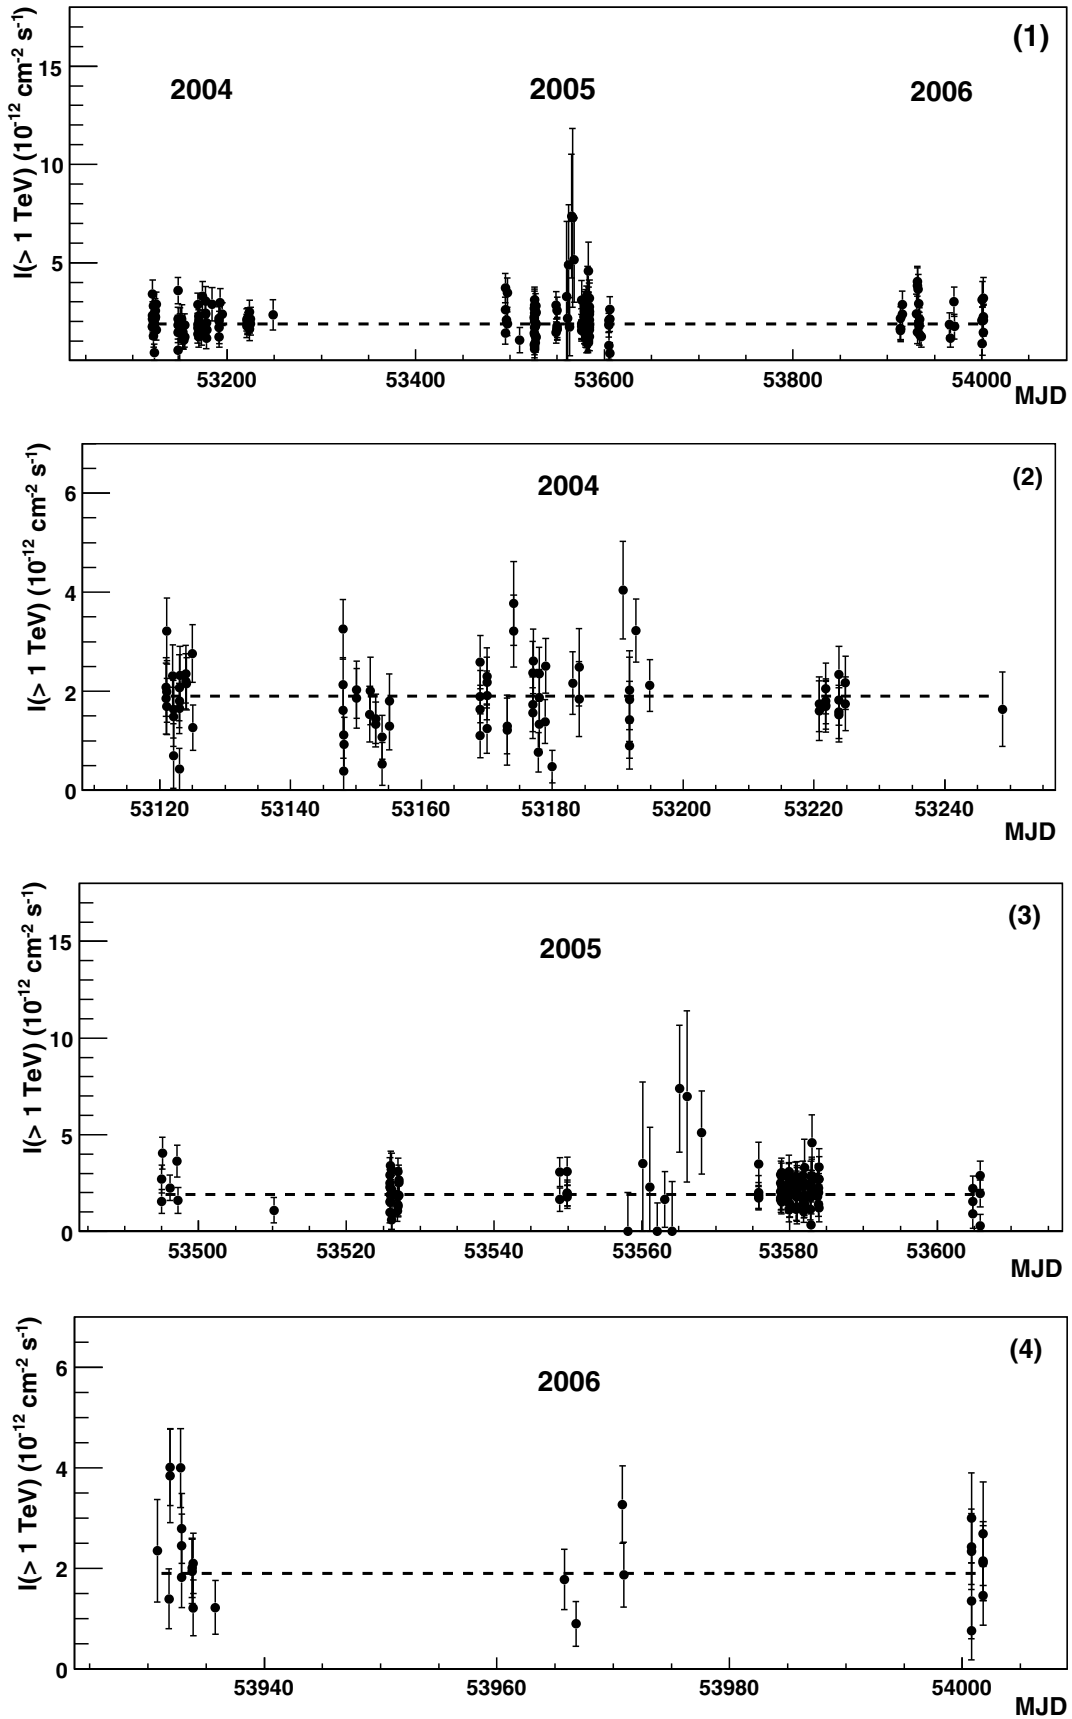 I(> 1 TeV) (10⁻¹² cm⁻² s⁻¹)
(1)
2004 2005 2006
15
10
5
53200 53400 53600 53800 54000
MJD
I(> 1 TeV) (10⁻¹² cm⁻² s⁻¹)
(2)
2004
6
4
2
0
53120 53140 53160 53180 53200 53220 53240
MJD
I(> 1 TeV) (10⁻¹² cm⁻² s⁻¹)
(3)
2005
15
10
5
0
53500 53520 53540 53560 53580 53600
MJD
I(> 1 TeV) (10⁻¹² cm⁻² s⁻¹)
(4)
2006
6
4
2
0
53940 53960 53980 54000
MJD